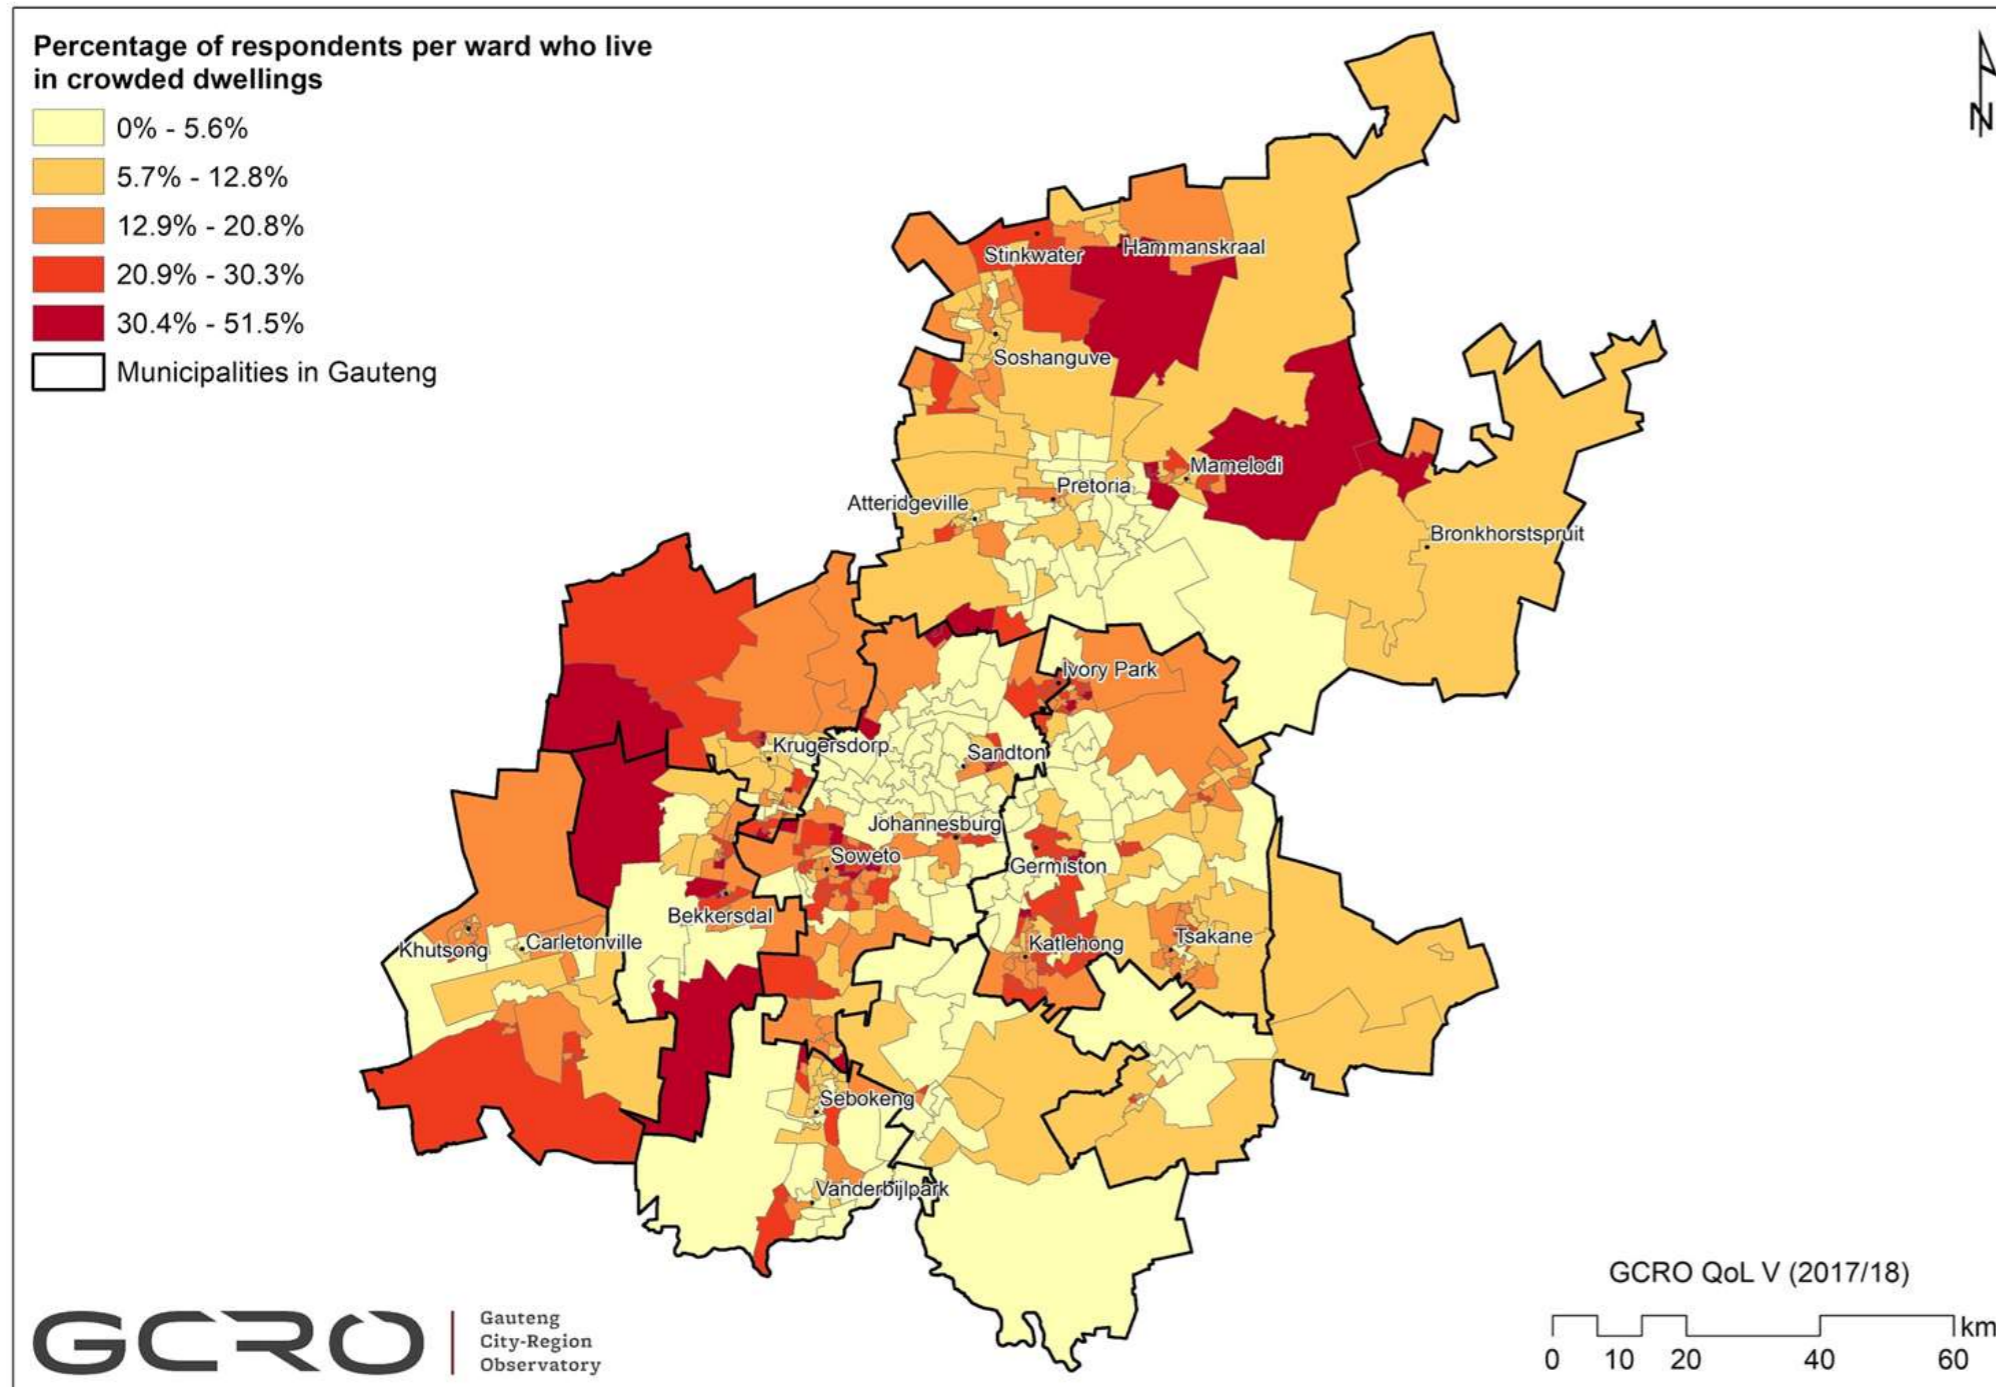 Percentage of respondents per ward who live
in crowded dwellings
0% - 5.6%
5.7% - 12.8%
12.9% - 20.8%
20.9% - 30.3%
30.4% - 51.5%
Municipalities in Gauteng
N
Stinkwater
Hammanskraal
Soshanguve
Mamelodi
Pretoria
Atteridgeville
Bronkhorstspruit
Ivory Park
Krugersdorp
Sandton
Johannesburg
Soweto
Germiston
Bekkersdal
Khutsong
Carletonville
Katlehong
Tsakane
Sebokeng
Vanderbijlpark
GCRO QoL V (2017/18)
km
0 10 20 40 60
GCRO
Gauteng
City-Region
Observatory